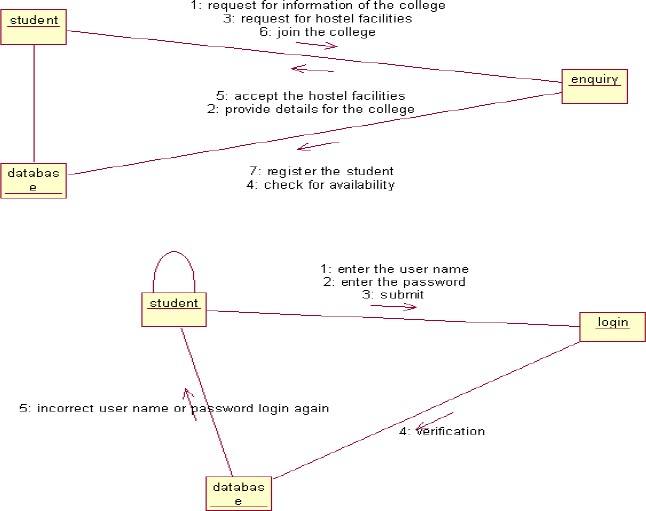 1: request for information of the college
student
3: request for hostel facilities
6: join the college
enquiry
5: accept the hostel facilities
2: provide details for the college
databas
e
7: register the student
4: check for availability
1: enter the user name
2: enter the password
3: submit
student
login
5: incorrect user name or password login again
4: verification
databas
e